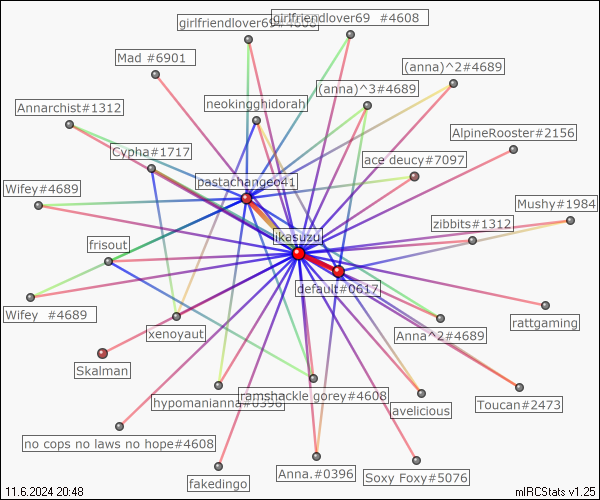 girlfriendlover69#4608
girlfriendlover69  #4608
Mad #6901
(anna)^2#4689
(anna)^3#4689
neokingghidorah
Annarchist#1312
AlpineRooster#2156
Cypha#1717
ace deucy#7097
pastachangeo41
Wifey#4689
Mushy#1984
zibbits#1312
ikasuzu
frisout
default#0617
Wifey  #4689
rattgaming
xenoyaut
Anna^2#4689
Skalman
hypomanianna#0396
ramshackle gorey#4608
avelicious
Toucan#2473
no cops no laws no hope#4608
Anna.#0396
Soxy Foxy#5076
fakedingo
11.6.2024 20:48
mIRCStats v1.25